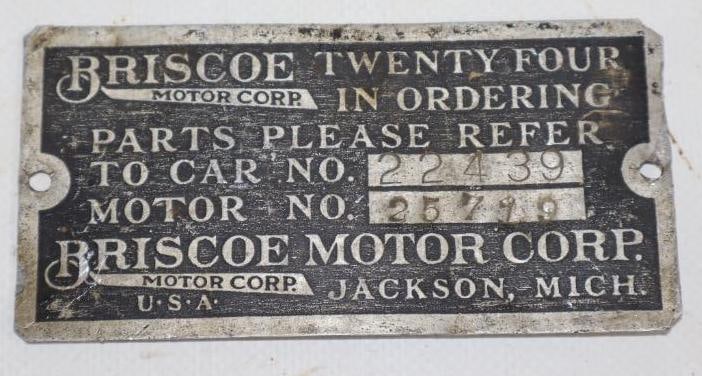 BRISCOE TWENTY FOUR
MOTOR CORP. IN ORDERING
PARTS PLEASE REFER
TO CAR NO. 22439
MOTOR NO. 25719
BRISCOE MOTOR CORP.
MOTOR CORP. JACKSON, MICH.
U·S·A·